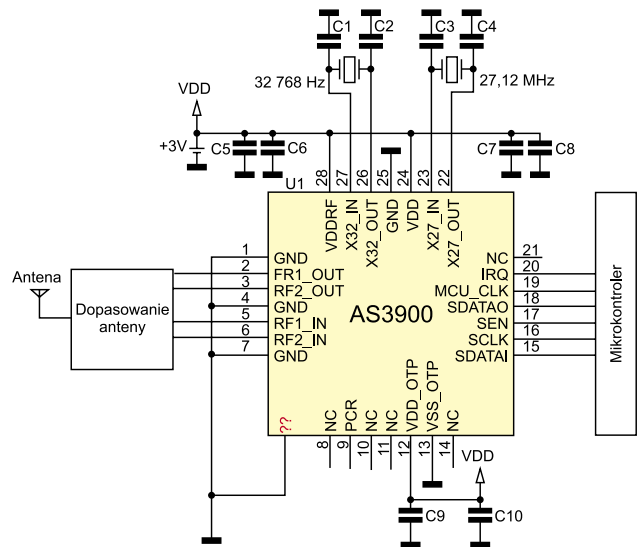 C1
C2
C3
C4
32 768 Hz
27,12 MHz
VDD
+3V
C5
C6
C7
C8
U1
28
27
26
25
24
23
22
VDDRF
X32_IN
X32_OUT
GND
VDD
X27_IN
X27_OUT
1
GND
2
FR1_OUT
3
RF2_OUT
4
GND
5
RF1_IN
6
RF2_IN
7
GND
NC
21
IRQ
20
MCU_CLK
19
SDATAO
18
SEN
17
SCLK
16
SDATAI
15
AS3900
Antena
Dopasowanie
anteny
Mikrokontroler
??
NC
PCR
NC
NC
VDD_OTP
VSS_OTP
NC
8
9
10
11
12
13
14
VDD
C9
C10